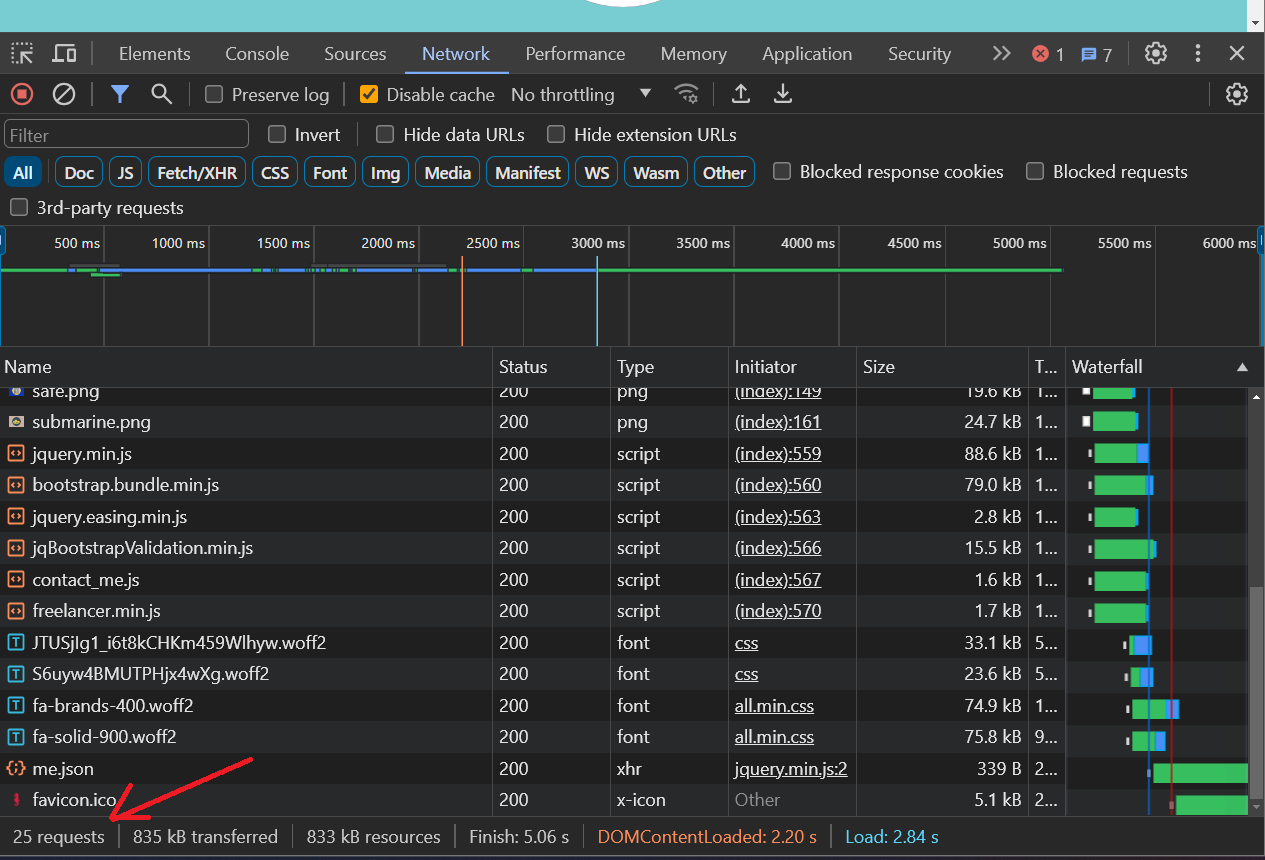 Elements Console Sources Network Performance Memory Application Security 1 7
Preserve log Disable cache No throttling
Filter Invert Hide data URLs Hide extension URLs
All Doc JS Fetch/XHR CSS Font Img Media Manifest WS Wasm Other Blocked response cookies Blocked requests
3rd-party requests
500 ms 1000 ms 1500 ms 2000 ms 2500 ms 3000 ms 3500 ms 4000 ms 4500 ms 5000 ms 5500 ms 6000 ms
Name Status Type Initiator Size T... Waterfall
safe.png 200 png (index):149 19.6 kB 1...
submarine.png 200 png (index):161 24.7 kB 1...
jquery.min.js 200 script (index):559 88.6 kB 1...
bootstrap.bundle.min.js 200 script (index):560 79.0 kB 1...
jquery.easing.min.js 200 script (index):563 2.8 kB 1...
jqBootstrapValidation.min.js 200 script (index):566 15.5 kB 1...
contact_me.js 200 script (index):567 1.6 kB 1...
freelancer.min.js 200 script (index):570 1.7 kB 1...
JTUSjIg1_i6t8kCHKm459Wlhyw.woff2 200 font css 33.1 kB 5...
S6uyw4BMUTPHjx4wXg.woff2 200 font css 23.6 kB 5...
fa-brands-400.woff2 200 font all.min.css 74.9 kB 1...
fa-solid-900.woff2 200 font all.min.css 75.8 kB 9...
me.json 200 xhr jquery.min.js:2 339 B 2...
favicon.ico 200 x-icon Other 5.1 kB 2...
25 requests 835 kB transferred 833 kB resources Finish: 5.06 s DOMContentLoaded: 2.20 s Load: 2.84 s